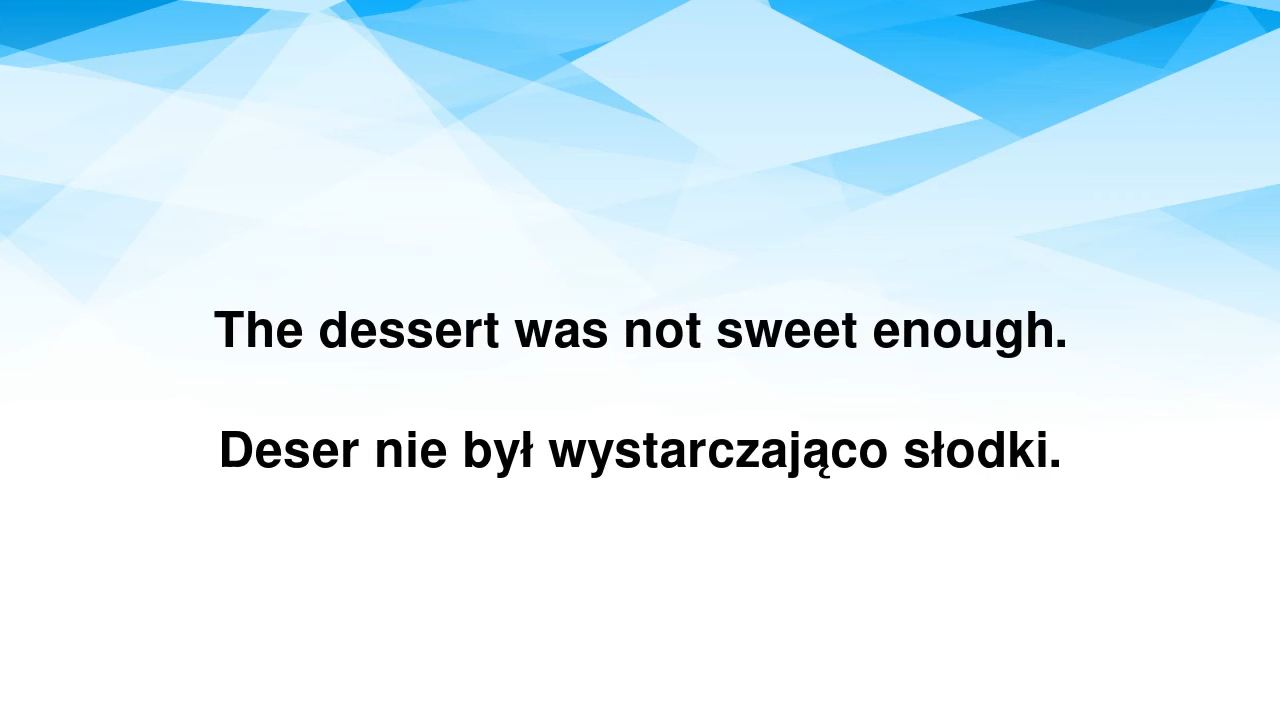 The dessert was not sweet enough.
Deser nie był wystarczająco słodki.